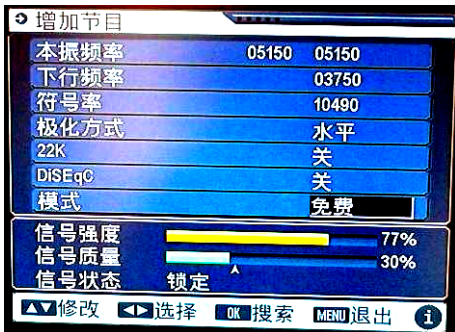 增加节目
本振频率 05150 05150
下行频率 03750
符号率 10490
极化方式 水平
22K 关
DiSEqC 关
模式 免费
信号强度 77%
信号质量 30%
信号状态 锁定
修改 选择 OK 搜索 MENU 退出